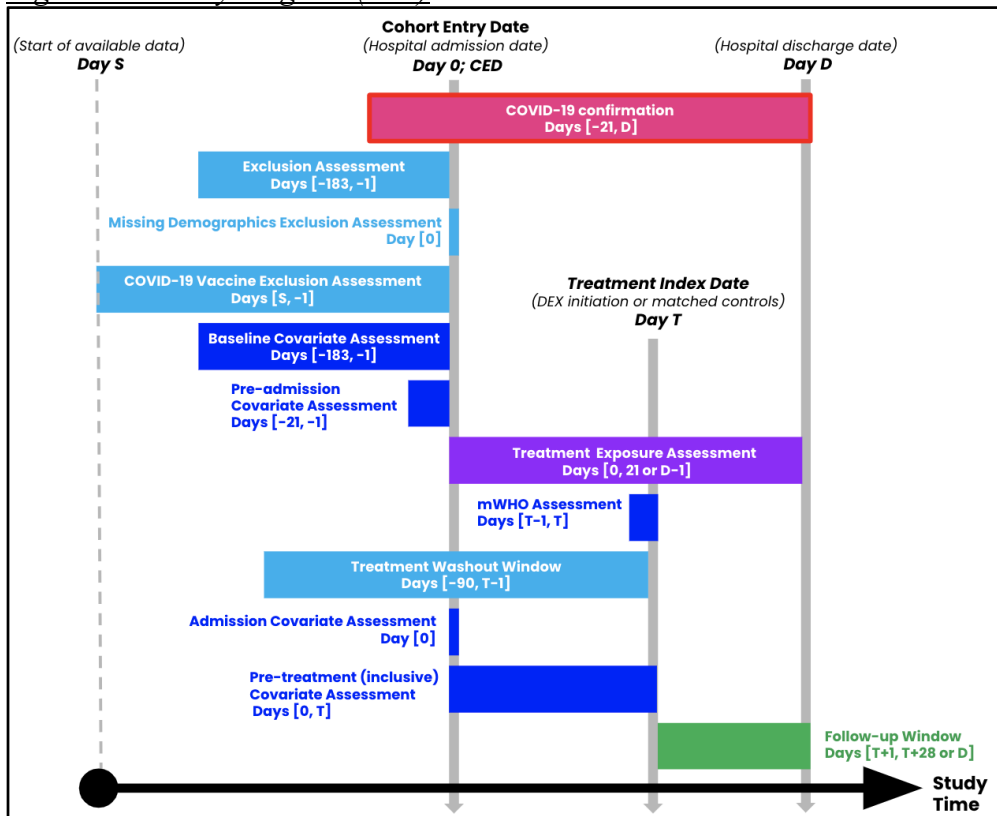 Cohort Entry Date
(Start of available data)
Day S
(Hospital admission date)
Day 0; CED
(Hospital discharge date)
Day D
COVID-19 confirmation
Days [-21, D]
Exclusion Assessment
Days [-183, -1]
Missing Demographics Exclusion Assessment
Day [0]
COVID-19 Vaccine Exclusion Assessment
Days [S, -1]
Treatment Index Date
(DEX initiation or matched controls)
Day T
Baseline Covariate Assessment
Days [-183, -1]
Pre-admission
Covariate Assessment
Days [-21, -1]
Treatment Exposure Assessment
Days [0, 21 or D-1]
mWHO Assessment
Days [T-1, T]
Treatment Washout Window
Days [-90, T-1]
Admission Covariate Assessment
Day [0]
Pre-treatment (inclusive)
Covariate Assessment
Days [0, T]
Follow-up Window
Days [T+1, T+28 or D]
Study
Time